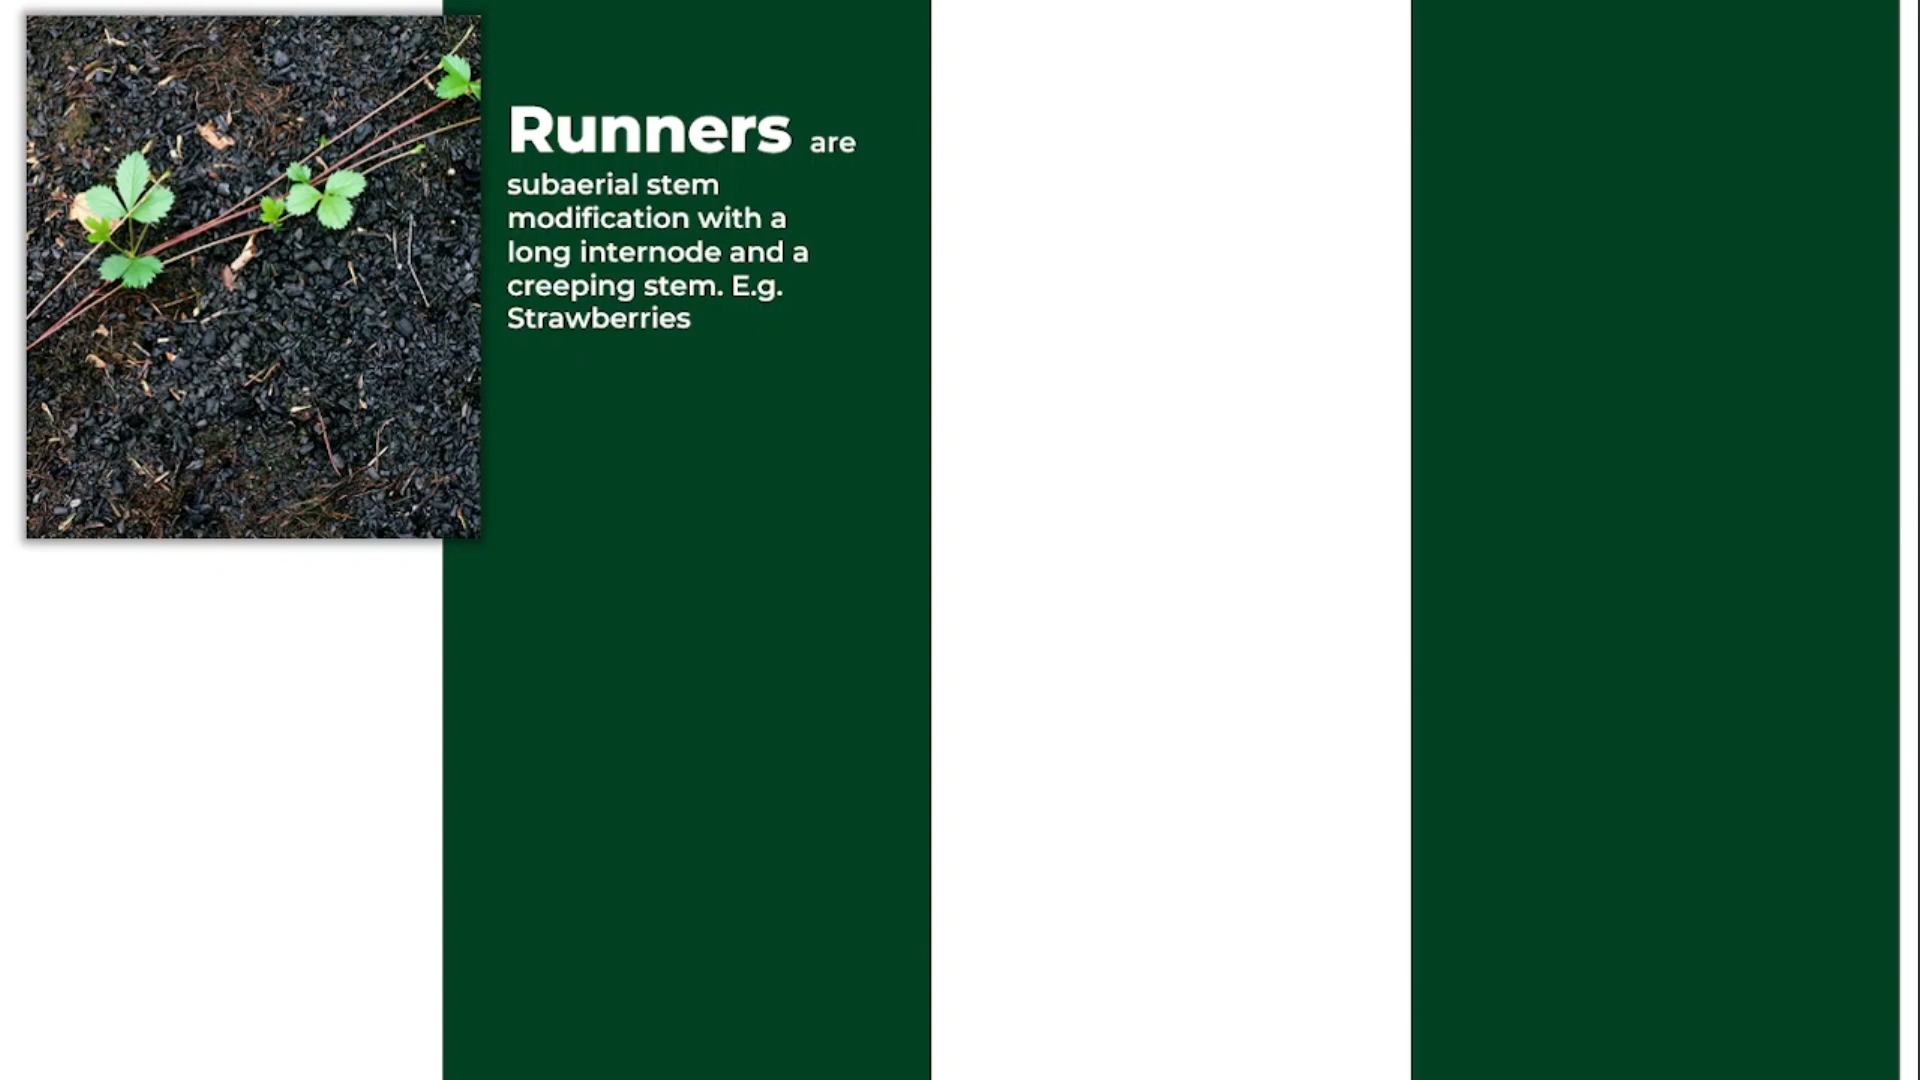 Runners are
subaerial stem
modification with a
long internode and a
creeping stem. E.g.
Strawberries